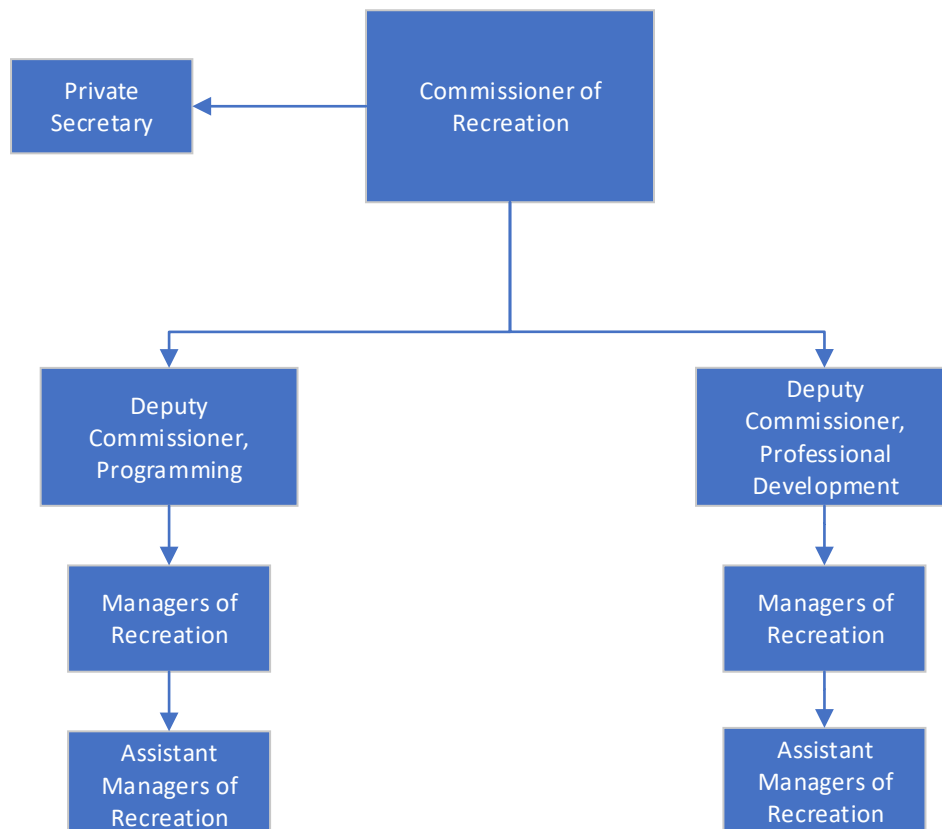 Commissioner of
Recreation
Private
Secretary
Deputy
Commissioner,
Programming
Deputy
Commissioner,
Professional
Development
Managers of
Recreation
Managers of
Recreation
Assistant
Managers of
Recreation
Assistant
Managers of
Recreation